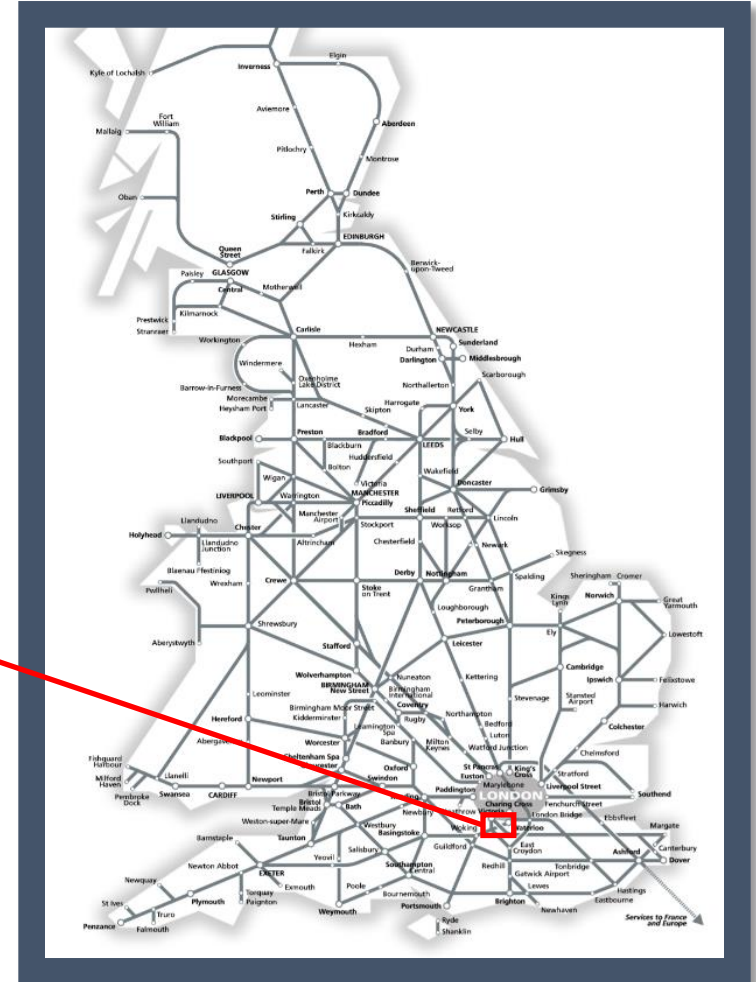 Elgin
Inverness
Kyle of Lochalsh
Aviemore
Fort
William
Mallaig
Aberdeen
Pitlochry
Montrose
Oban
Perth
Dundee
Stirling
Kirkcaldy
EDINBURGH
Queen
Street
Falkirk
GLASGOW
Central
Paisley
Motherwell
Berwick-
upon-Tweed
Prestwick
Stranraer
Kilmarnock
Carlisle
NEWCASTLE
Workington
Hexham
Durham
Sunderland
Darlington
Middlesbrough
Windermere
Oxenholme
Lake District
Northallerton
Scarborough
Barrow-in-Furness
Morecambe
Heysham Port
Lancaster
Skipton
Harrogate
York
Blackpool
Preston
Bradford
LEEDS
Selby
Hull
Blackburn
Huddersfield
Southport
Bolton
Wakefield
Wigan
Victoria
MANCHESTER
Piccadilly
Doncaster
Grimsby
LIVERPOOL
Warrington
Manchester
Airport
Sheffield
Retford
Lincoln
Llandudno
Chester
Stockport
Worksop
Holyhead
Llandudno
Junction
Altrincham
Chesterfield
Newark
Skegness
Blaenau Ffestiniog
Wrexham
Crewe
Stoke
on Trent
Derby
Nottingham
Grantham
Spalding
Sheringham
Cromer
Pwllheli
Kings
Lynn
Norwich
Great
Yarmouth
Loughborough
Peterborough
Shrewsbury
Ely
Lowestoft
Aberystwyth
Stafford
Leicester
Cambridge
Wolverhampton
BIRMINGHAM
New Street
Nuneaton
Birmingham
International
Kettering
Ipswich
Felixstowe
Leominster
Birmingham Moor Street
Coventry
Stevenage
Stansted
Airport
Harwich
Kidderminster
Rugby
Northampton
Hereford
Leamington
Spa
Bedford
Colchester
Worcester
Banbury
Milton
Keynes
Luton
Watford Junction
Chelmsford
Cheltenham Spa
Oxford
St Pancras
Euston
King's
Cross
Fishguard
Harbour
Swindon
Paddington
Marylebone
Stratford
Milford
Haven
Llanelli
Newport
Liverpool Street
LONDON
Southend
Pembroke
Dock
Swansea
CARDIFF
Bristol Parkway
Bristol
Temple Meads
Bath
Charing Cross
Fenchurch Street
Newbury
Victoria
London Bridge
Ebbsfleet
Weston-super-Mare
Westbury
Basingstoke
Woking
Waterloo
Margate
Barnstaple
Taunton
Salisbury
Guildford
East
Croydon
Canterbury
Newton Abbot
Yeovil
Southampton
Central
Redhill
Tonbridge
Ashford
Dover
Newquay
EXETER
Exmouth
Gatwick Airport
St Ives
Plymouth
Torquay
Paignton
Poole
Bournemouth
Lewes
Hastings
Eastbourne
Truro
Weymouth
Portsmouth
Brighton
Newhaven
Penzance
Falmouth
Ryde
Shanklin
Services to France
and Europe